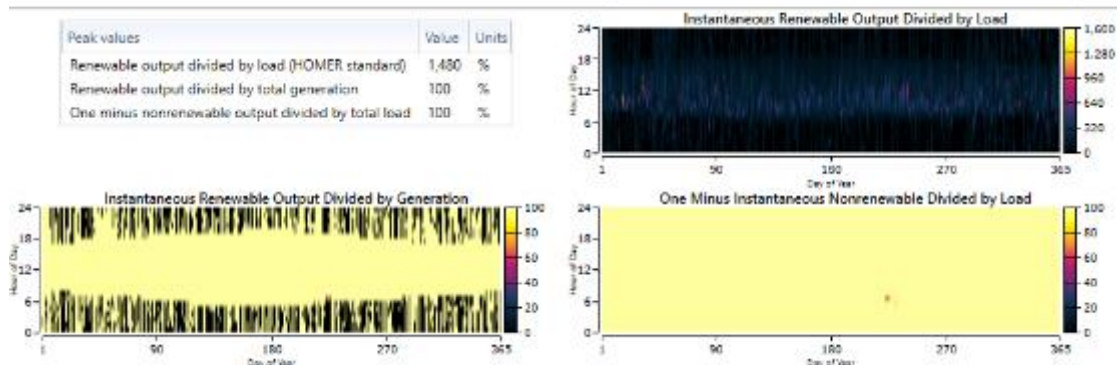 Peak values Value Units
Renewable output divided by load (HOMER standard) 1,480 %
Renewable output divided by total generation 100 %
One minus nonrenewable output divided by total load 100 %
Instantaneous Renewable Output Divided by Load
Hour of Day
24
18
12
6
0
1 90 180 270 365
Day of Year
1,600
1,280
960
640
320
0
Instantaneous Renewable Output Divided by Generation
Hour of Day
24
18
12
6
0
1 90 180 270 365
Day of Year
100
80
60
40
20
0
One Minus Instantaneous Nonrenewable Divided by Load
Hour of Day
24
18
12
6
0
1 90 180 270 365
Day of Year
100
80
60
40
20
0